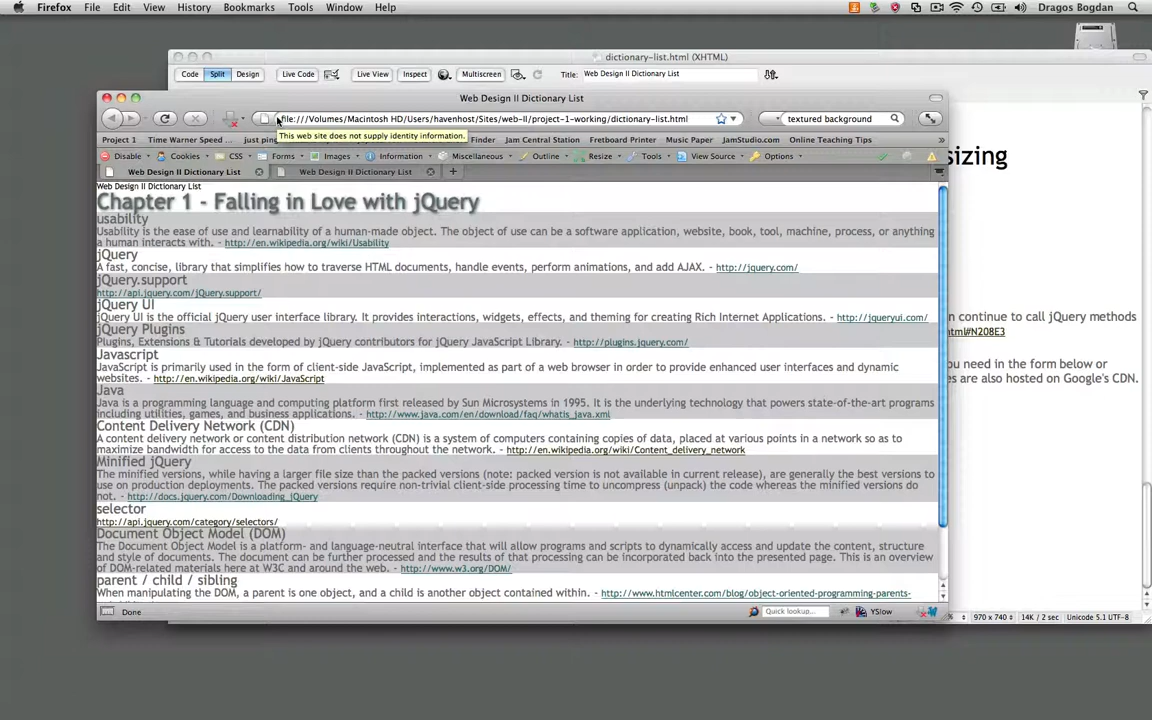 Firefox File Edit View History Bookmarks Tools Window Help Dragos Bogdan
dictionary-list.html (XHTML)
Code Split Design Live Code Live View Inspect Multiscreen Title: Web Design II Dictionary List
Web Design II Dictionary List
file:///Volumes/Macintosh HD/Users/havenhost/Sites/web-II/project-1-working/dictionary-list.html textured background
This web site does not supply identity information.
Project 1 Time Warner Speed ... just ping Jam Central Station Fretboard Printer Music Paper JamStudio.com Online Teaching Tips »
Disable Cookies CSS Forms Images Information Miscellaneous Outline Resize Tools View Source Options
Web Design II Dictionary List Web Design II Dictionary List
Web Design II Dictionary List
Chapter 1 - Falling in Love with jQuery
usability
Usability is the ease of use and learnability of a human-made object. The object of use can be a software application, website, book, tool, machine, process, or anything
a human interacts with. - http://en.wikipedia.org/wiki/Usability
jQuery
A fast, concise, library that simplifies how to traverse HTML documents, handle events, perform animations, and add AJAX. - http://jquery.com/
jQuery.support
http://api.jquery.com/jQuery.support/
jQuery UI
jQuery UI is the official jQuery user interface library. It provides interactions, widgets, effects, and theming for creating Rich Internet Applications. - http://jqueryui.com/
jQuery Plugins
Plugins, Extensions & Tutorials developed by jQuery contributors for jQuery JavaScript Library. - http://plugins.jquery.com/
Javascript
JavaScript is primarily used in the form of client-side JavaScript, implemented as part of a web browser in order to provide enhanced user interfaces and dynamic
websites. - http://en.wikipedia.org/wiki/JavaScript
Java
Java is a programming language and computing platform first released by Sun Microsystems in 1995. It is the underlying technology that powers state-of-the-art programs
including utilities, games, and business applications. - http://www.java.com/en/download/faq/whatis_java.xml
Content Delivery Network (CDN)
A content delivery network or content distribution network (CDN) is a system of computers containing copies of data, placed at various points in a network so as to
maximize bandwidth for access to the data from clients throughout the network. - http://en.wikipedia.org/wiki/Content_delivery_network
Minified jQuery
The minified versions, while having a larger file size than the packed versions (note: packed version is not available in current release), are generally the best versions to
use on production deployments. The packed versions require non-trivial client-side processing time to uncompress (unpack) the code whereas the minified versions do
not. - http://docs.jquery.com/Downloading_jQuery
selector
http://api.jquery.com/category/selectors/
Document Object Model (DOM)
The Document Object Model is a platform- and language-neutral interface that will allow programs and scripts to dynamically access and update the content, structure
and style of documents. The document can be further processed and the results of that processing can be incorporated back into the presented page. This is an overview
of DOM-related materials here at W3C and around the web. - http://www.w3.org/DOM/
parent / child / sibling
When manipulating the DOM, a parent is one object, and a child is another object contained within. - http://www.htmlcenter.com/blog/object-oriented-programming-parents-
Done Quick lookup... YSlow
sizing
n continue to call jQuery methods
html#N208E3
ou need in the form below or
es are also hosted on Google's CDN.
% 970 x 740 14K / 2 sec Unicode 5.1 UTF-8